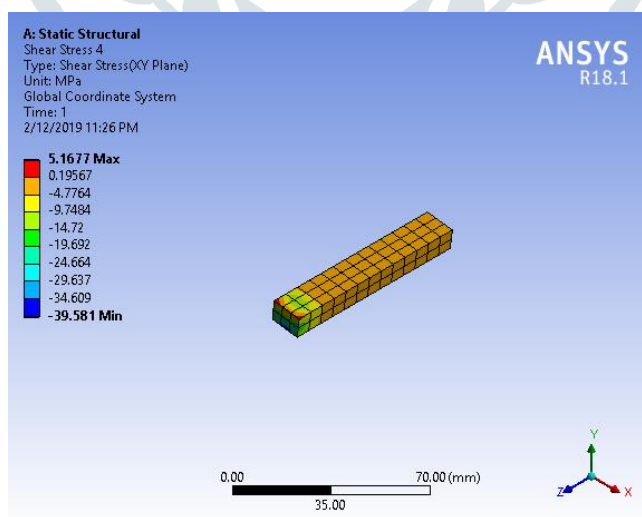 A: Static Structural
Shear Stress 4
Type: Shear Stress(XY Plane)
Unit: MPa
Global Coordinate System
Time: 1
2/12/2019 11:26 PM
ANSYS
R18.1
5.1677 Max
0.19567
-4.7764
-9.7484
-14.72
-19.692
-24.664
-29.637
-34.609
-39.581 Min
0.00
70.00 (mm)
35.00
Y
Z
X